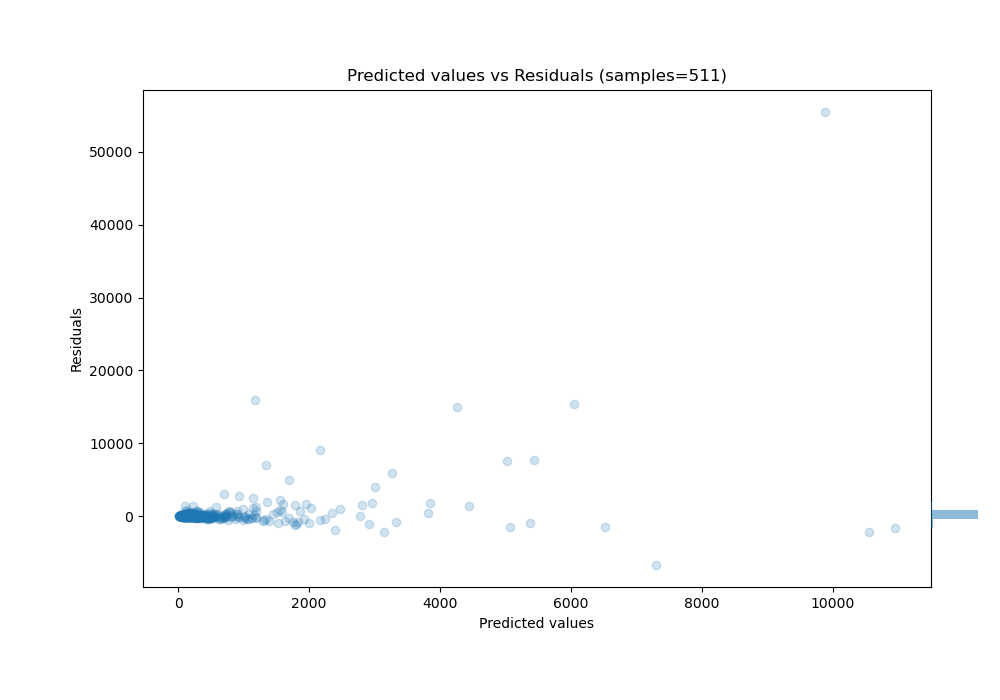 Predicted values vs Residuals (samples=511)
50000
40000
30000
20000
10000
0
Residuals
0 2000 4000 6000 8000 10000
Predicted values